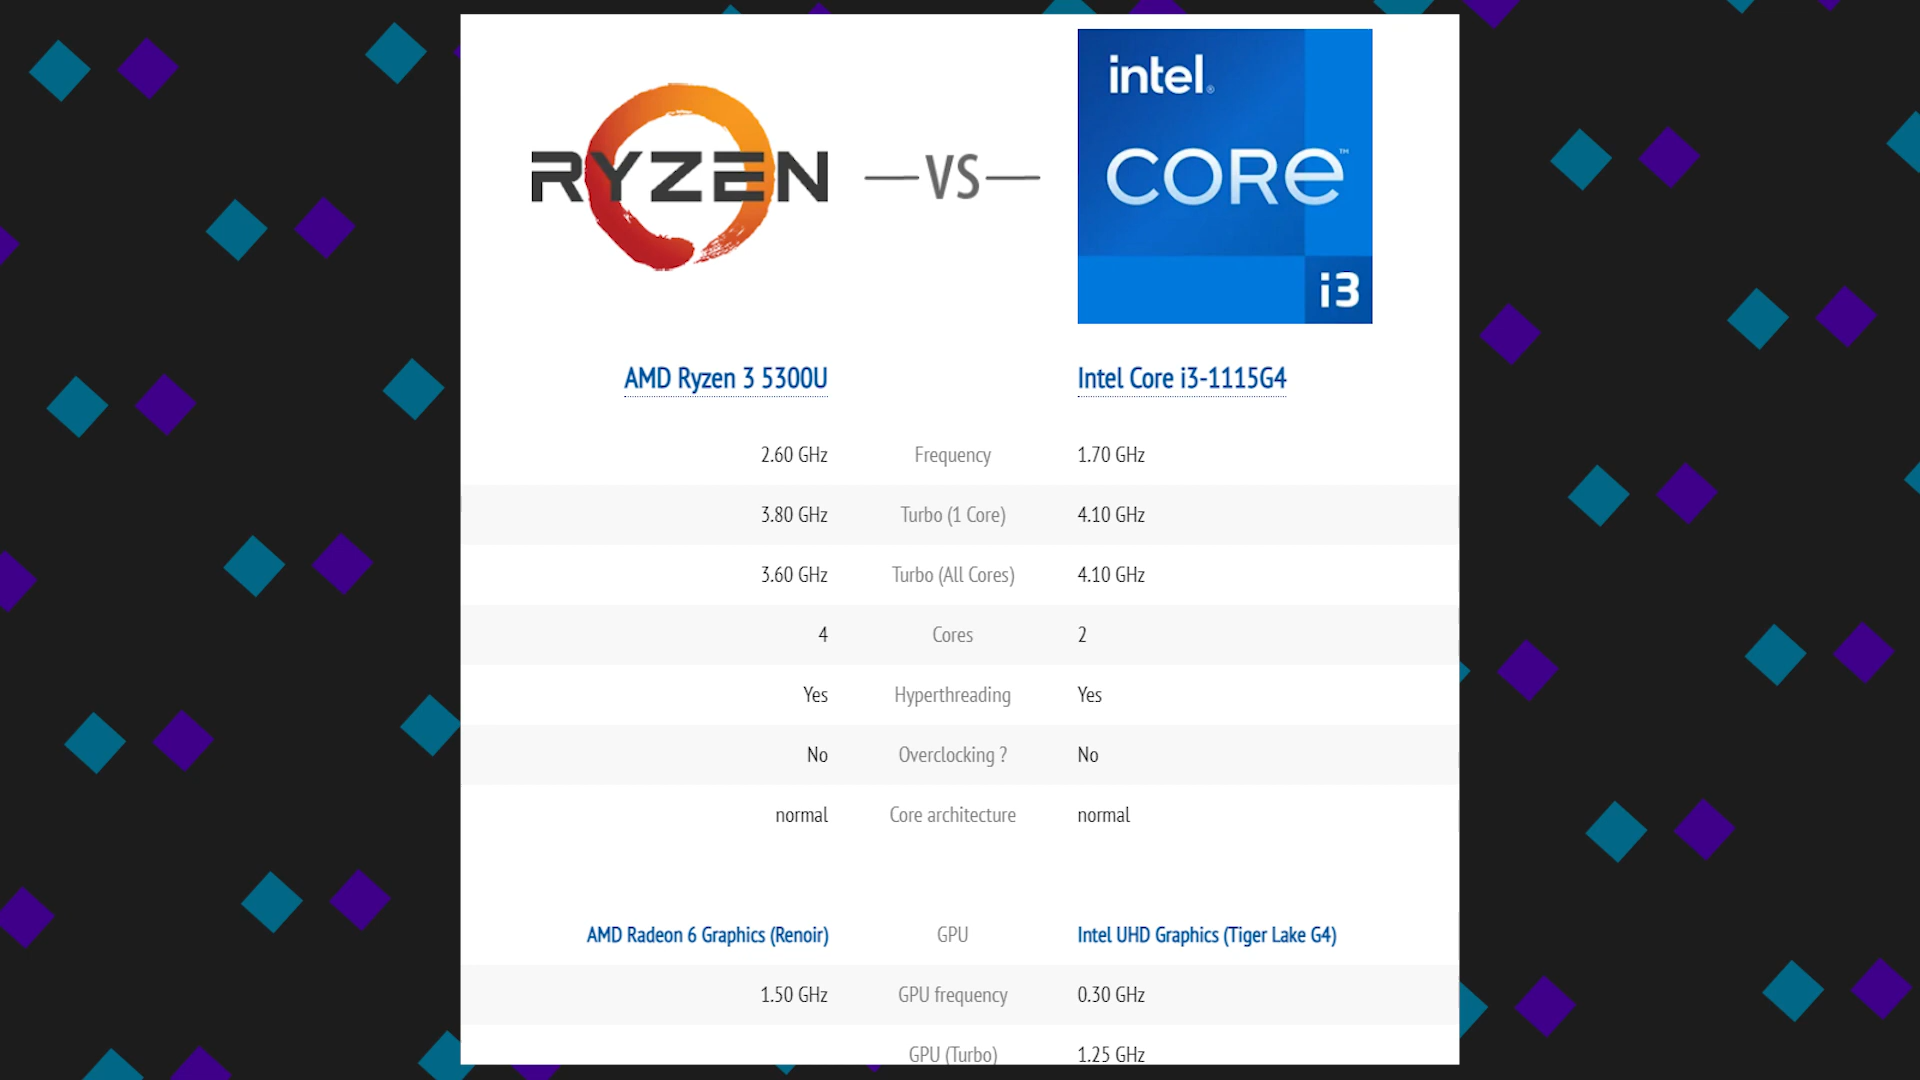 RYZEN
VS
intel®
CORE™
i3
AMD Ryzen 3 5300U
Intel Core i3-1115G4
2.60 GHz Frequency 1.70 GHz
3.80 GHz Turbo (1 Core) 4.10 GHz
3.60 GHz Turbo (All Cores) 4.10 GHz
4 Cores 2
Yes Hyperthreading Yes
No Overclocking ? No
normal Core architecture normal
AMD Radeon 6 Graphics (Renoir) GPU Intel UHD Graphics (Tiger Lake G4)
1.50 GHz GPU frequency 0.30 GHz
GPU (Turbo) 1.25 GHz